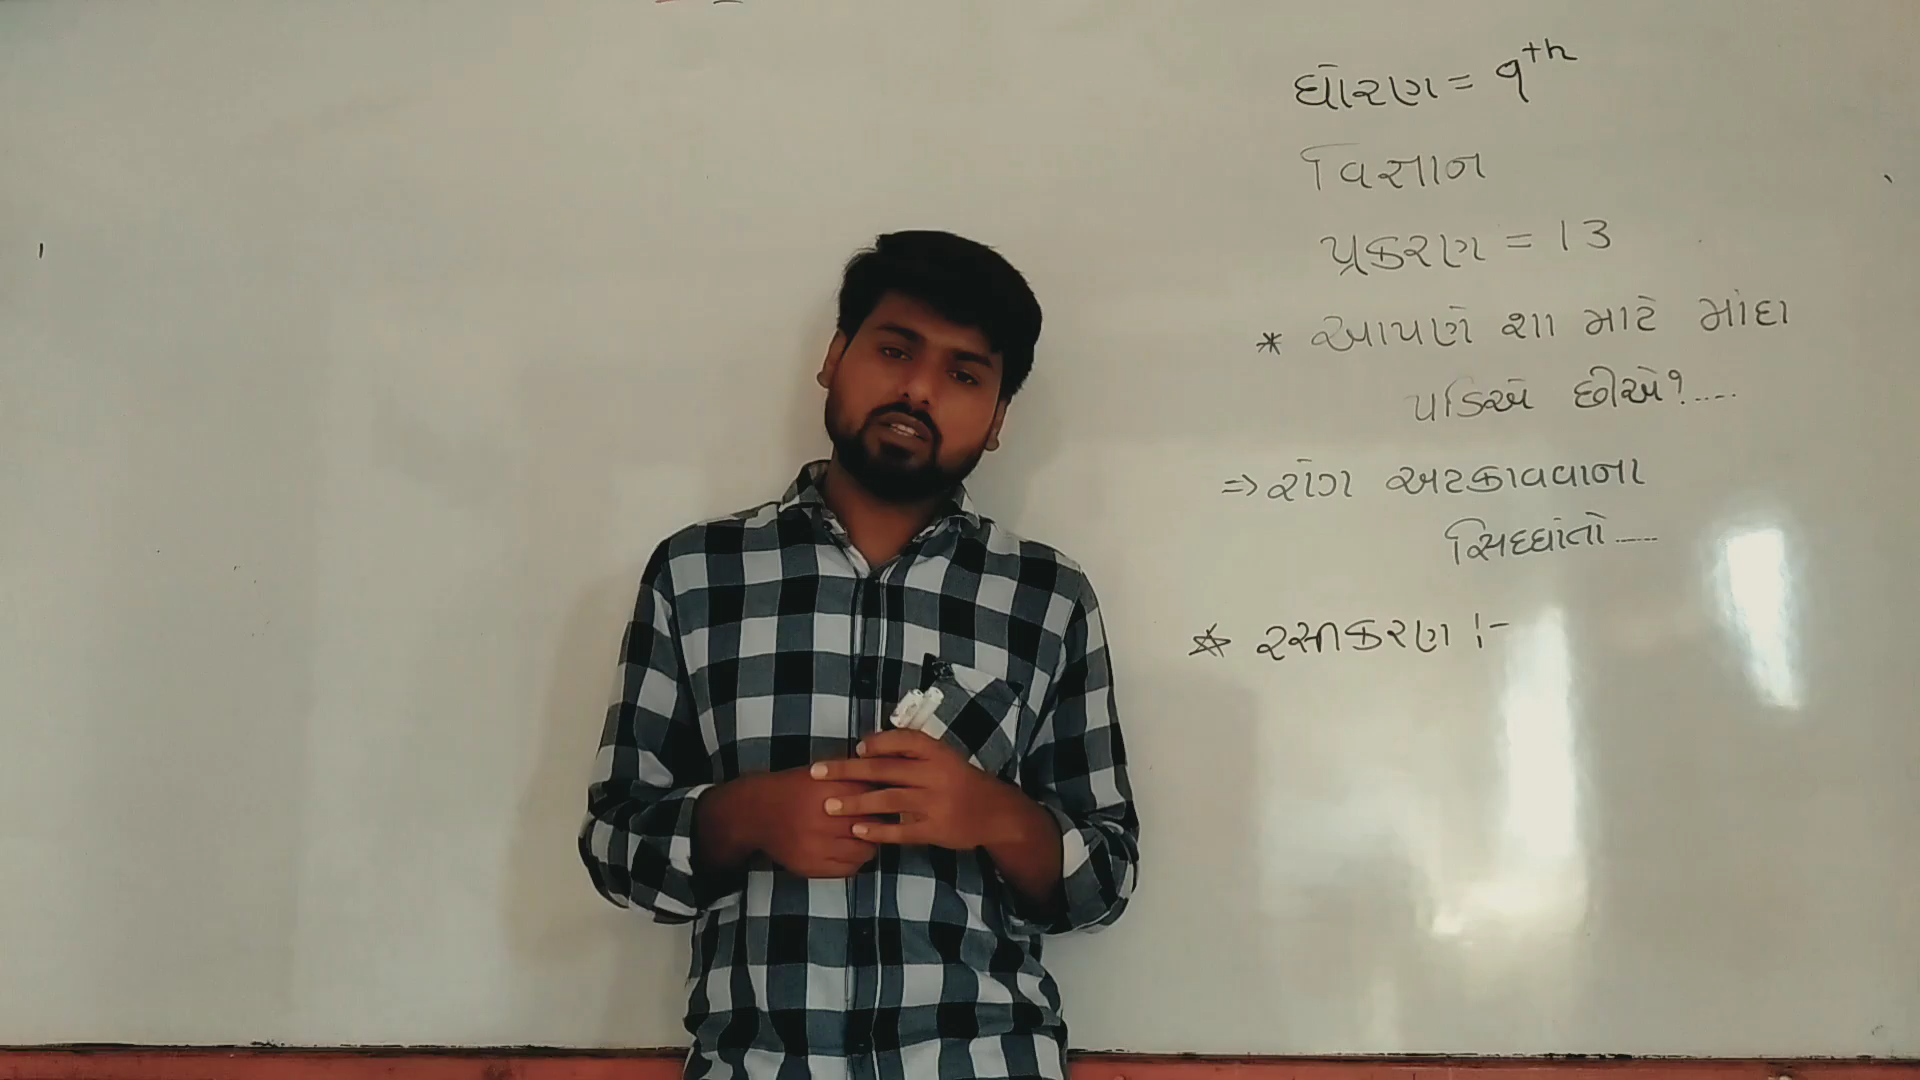 ધોરણ = 9th
વિજ્ઞાન
પ્રકરણ = 13
* આપણે શા માટે માંદા
પડિએ છીએ?....
⇒ રોગ અટકાવવાના
સિદ્ધાંતો.....
☆ રસીકરણ :-